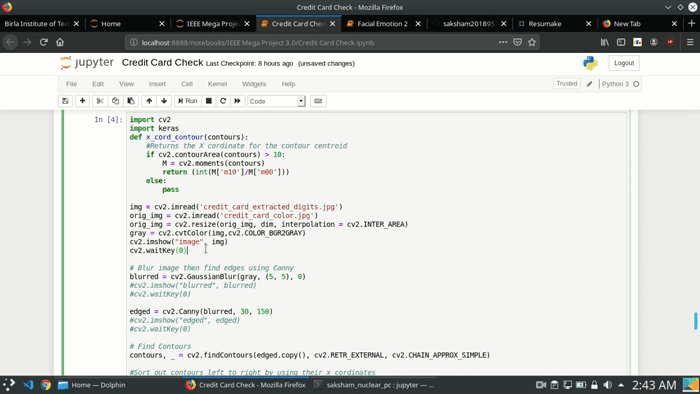 Credit Card Check - Mozilla Firefox
Birla Institute of Tec
Home
IEEE Mega Project
Credit Card Chec
Facial Emotion 2
saksham201895
Resumake
New Tab
localhost:8888/notebooks/IEEE Mega Project 3.0/Credit Card Check.ipynb
jupyter Credit Card Check Last Checkpoint: 8 hours ago (unsaved changes)
Logout
File Edit View Insert Cell Kernel Widgets Help
Trusted
Python 3
Run
Code
In [4]:
import cv2
import keras
def x_cord_contour(contours):
#Returns the X cordinate for the contour centroid
if cv2.contourArea(contours) > 10:
M = cv2.moments(contours)
return (int(M['m10']/M['m00']))
else:
pass
img = cv2.imread('credit_card_extracted_digits.jpg')
orig_img = cv2.imread('credit_card_color.jpg')
orig_img = cv2.resize(orig_img, dim, interpolation = cv2.INTER_AREA)
gray = cv2.cvtColor(img,cv2.COLOR_BGR2GRAY)
cv2.imshow("image", img)
cv2.waitKey(0)
# Blur image then find edges using Canny
blurred = cv2.GaussianBlur(gray, (5, 5), 0)
#cv2.imshow("blurred", blurred)
#cv2.waitKey(0)
edged = cv2.Canny(blurred, 30, 150)
#cv2.imshow("edged", edged)
#cv2.waitKey(0)
# Find Contours
contours, _ = cv2.findContours(edged.copy(), cv2.RETR_EXTERNAL, cv2.CHAIN_APPROX_SIMPLE)
#Sort out contours left to right by using their x cordinates
Home — Dolphin
Credit Card Check - Mozilla Firefox
saksham_nuclear_pc : jupyter — ...
2:43 AM